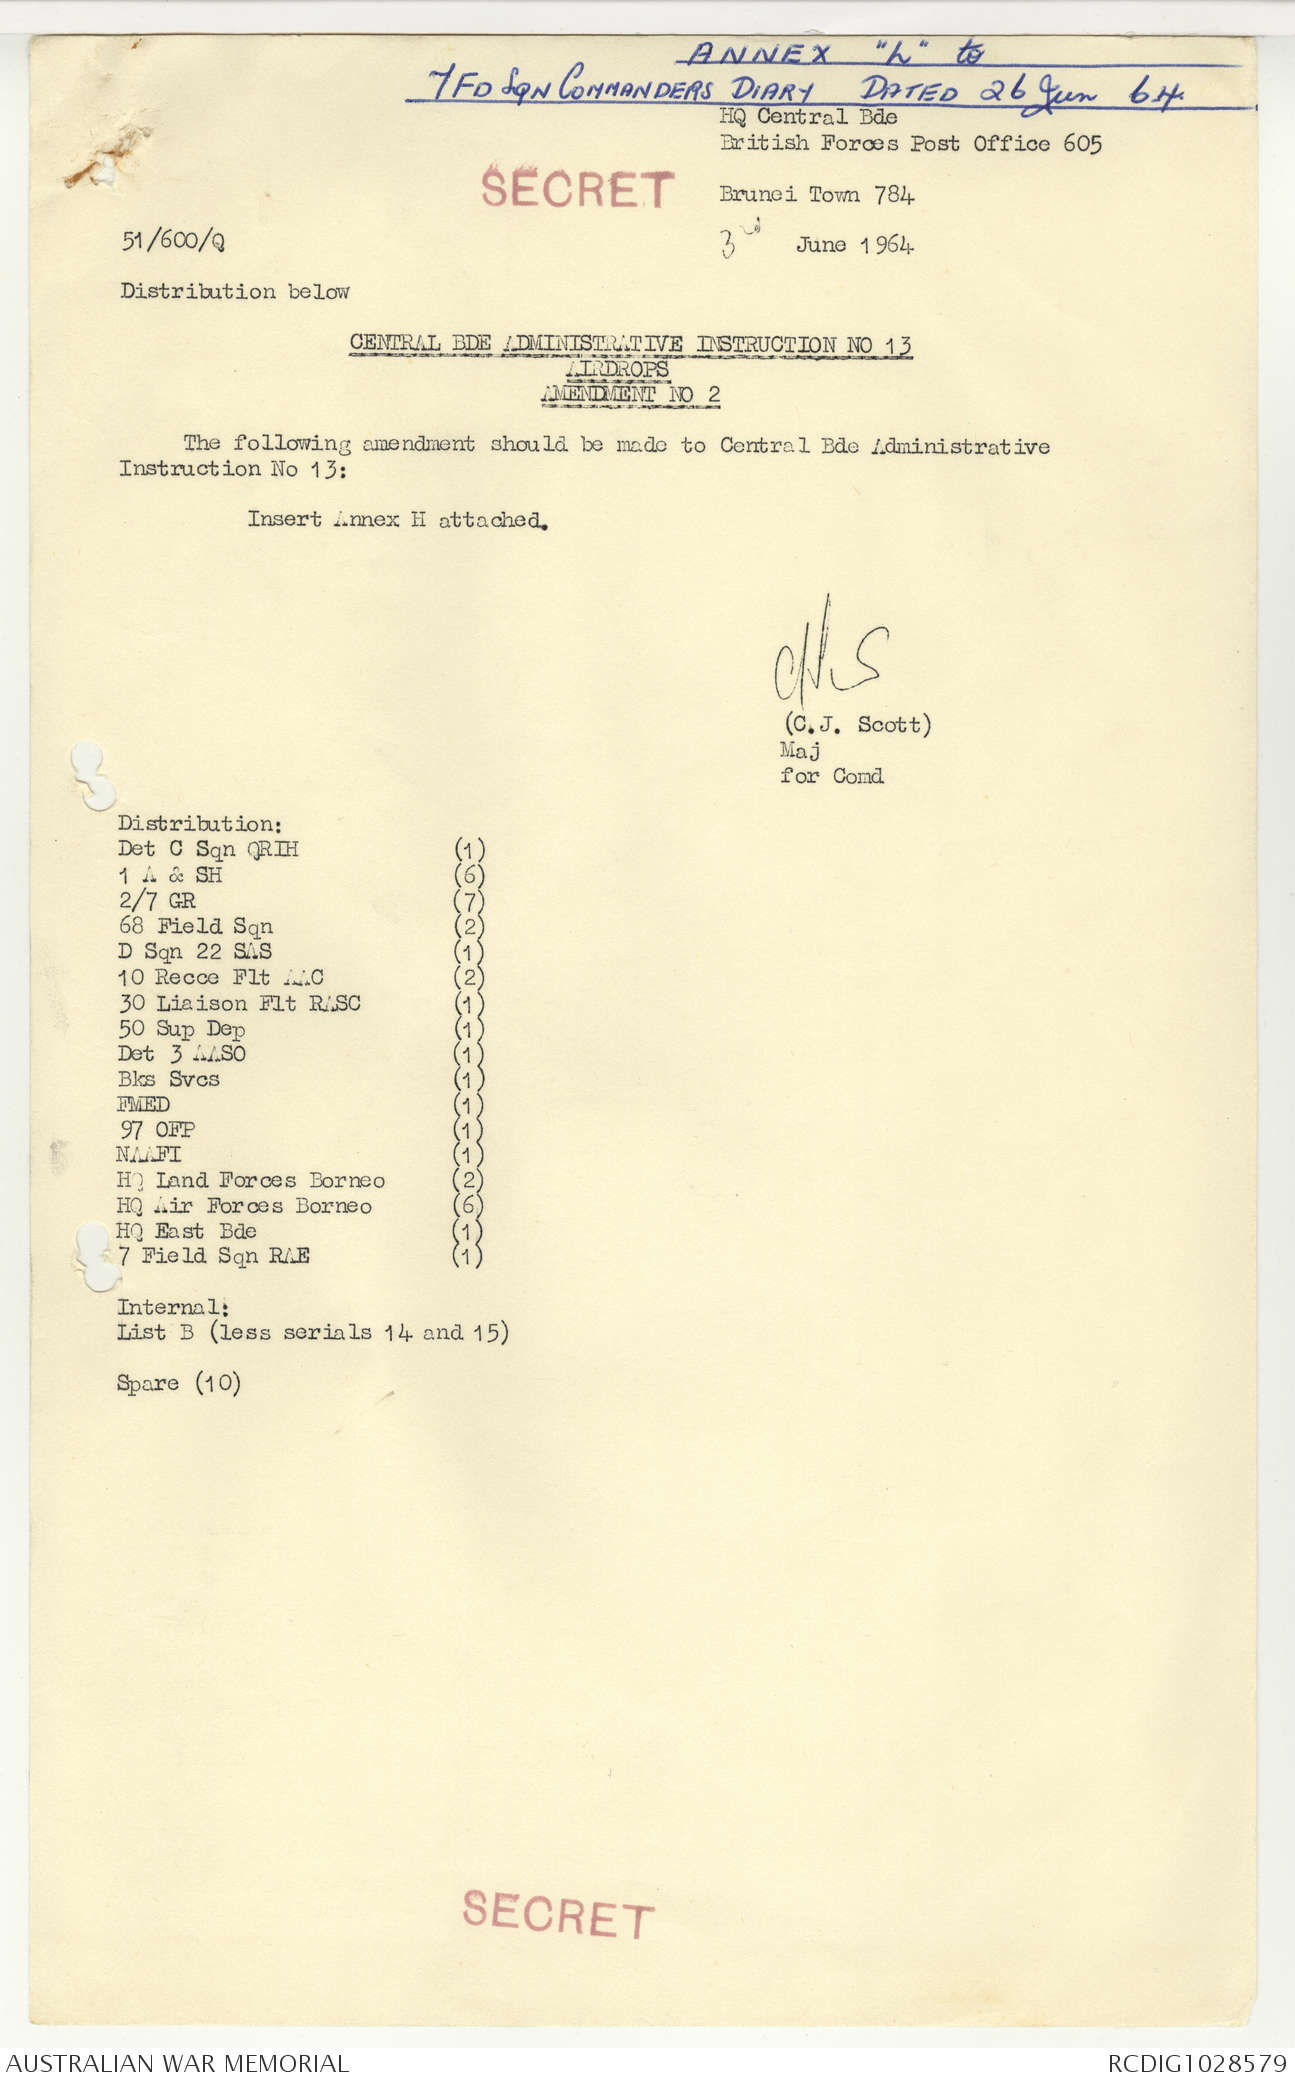 ANNEX "L" to
7 FD SQN COMMANDERS DIARY DATED 26 Jun 64.
HQ Central Bde
British Forces Post Office 605
SECRET
Brunei Town 784
51/600/Q
3rd June 1964
Distribution below
CENTRAL BDE ADMINISTRATIVE INSTRUCTION NO 13
AIRDROPS
AMENDMENT NO 2
The following amendment should be made to Central Bde Administrative
Instruction No 13:
Insert Annex H attached.
CJS
(C.J. Scott)
Maj
for Comd
Distribution:
Det C Sqn QRIH (1)
1 A & SH (6)
2/7 GR (7)
68 Field Sqn (2)
D Sqn 22 SAS (1)
10 Recce Flt AAC (2)
30 Liaison Flt RASC (1)
50 Sup Dep (1)
Det 3 AASO (1)
Bks Svcs (1)
FMED (1)
97 OFP (1)
NAAFI (1)
HQ Land Forces Borneo (2)
HQ Air Forces Borneo (6)
HQ East Bde (1)
7 Field Sqn RAE (1)
Internal:
List B (less serials 14 and 15)
Spare (10)
SECRET
AUSTRALIAN WAR MEMORIAL
RCDIG1028579